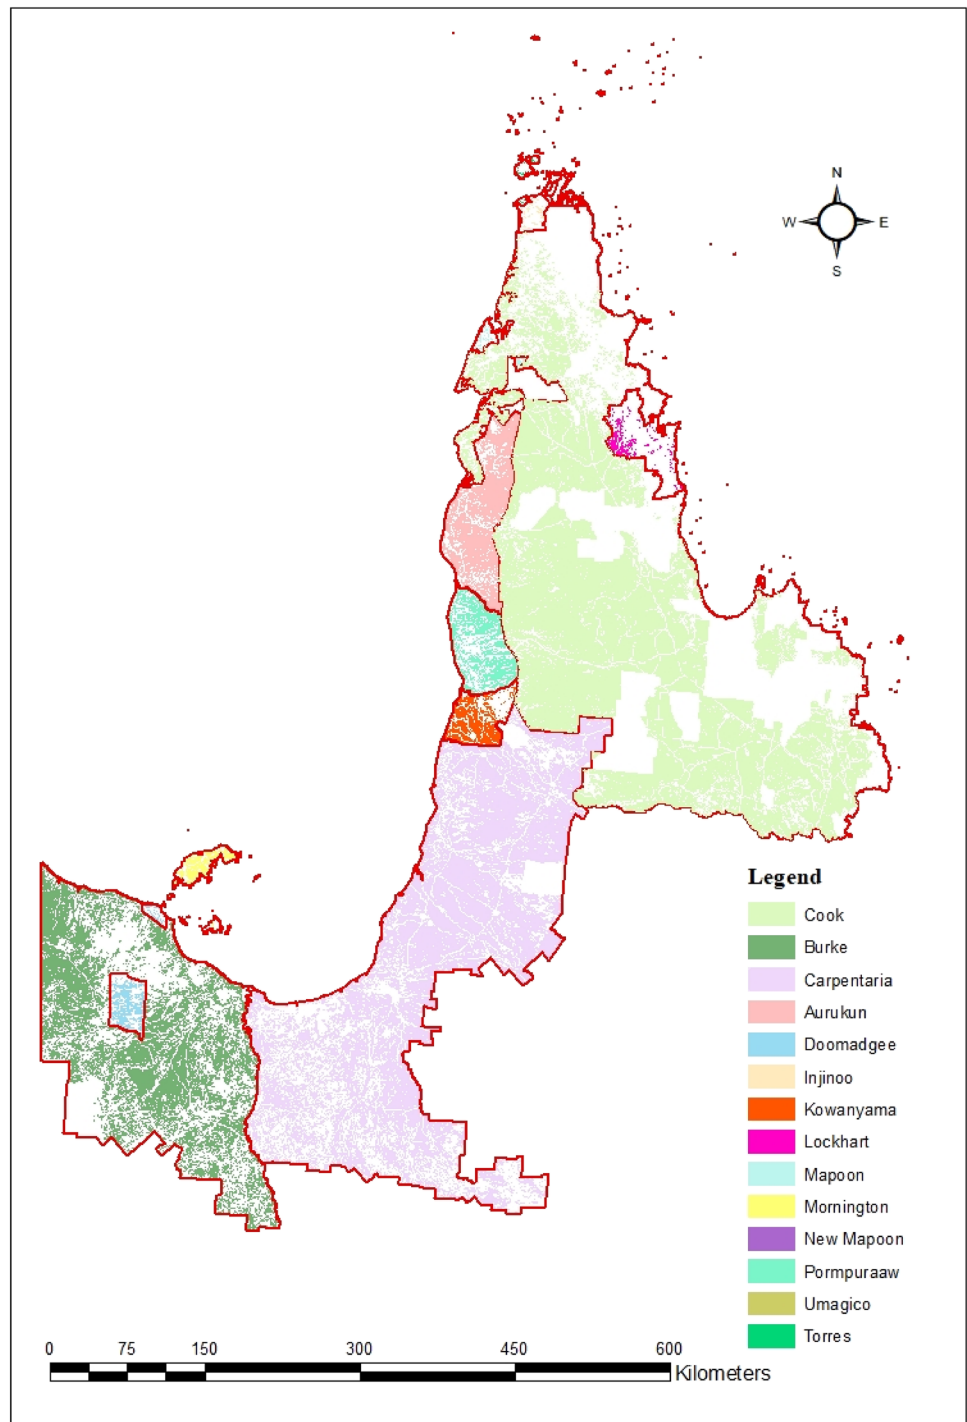 N
W E
S
Legend
Cook
Burke
Carpentaria
Aurukun
Doomadgee
Injinoo
Kowanyama
Lockhart
Mapoon
Mornington
New Mapoon
Pormpuraaw
Umagico
Torres
0 75 150 300 450 600
Kilometers